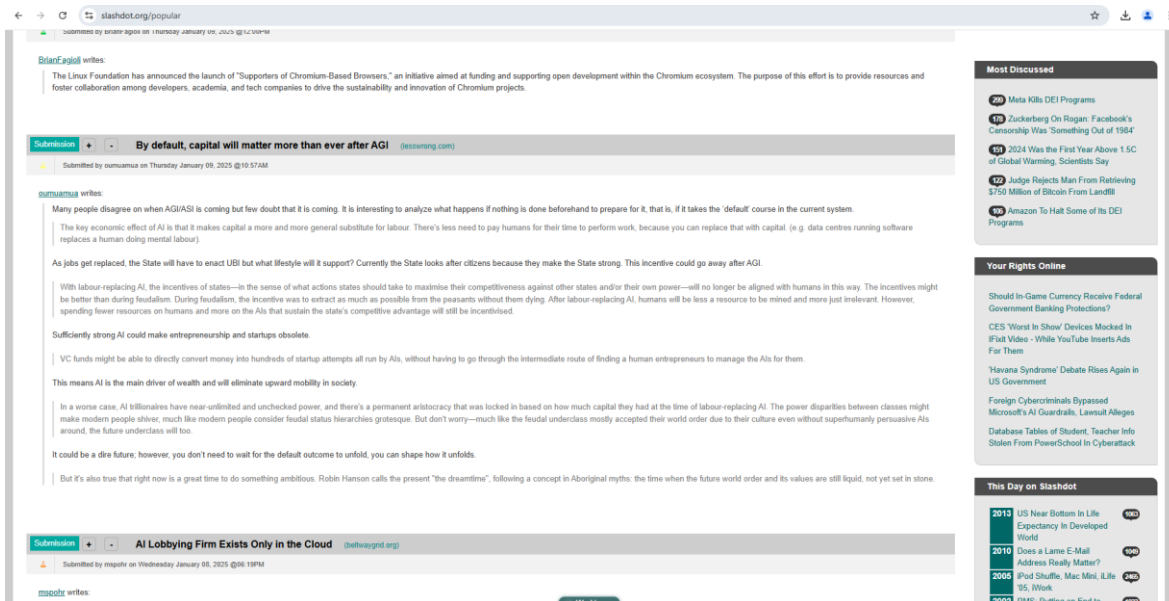 slashdot.org/popular
Submitted by BrianFagioli on Thursday January 09, 2025 @12:00PM
BrianFagioli writes:
The Linux Foundation has announced the launch of "Supporters of Chromium-Based Browsers," an initiative aimed at funding and supporting open development within the Chromium ecosystem. The purpose of this effort is to provide resources and
foster collaboration among developers, academia, and tech companies to drive the sustainability and innovation of Chromium projects.
Submission + - By default, capital will matter more than ever after AGI (lesswrong.com)
Submitted by oumuamua on Thursday January 09, 2025 @10:57AM
oumuamua writes:
Many people disagree on when AGI/ASI is coming but few doubt that it is coming. It is interesting to analyze what happens if nothing is done beforehand to prepare for it, that is, if it takes the 'default' course in the current system.
The key economic effect of AI is that it makes capital a more and more general substitute for labour. There's less need to pay humans for their time to perform work, because you can replace that with capital. (e.g. data centres running software
replaces a human doing mental labour).
As jobs get replaced, the State will have to enact UBI but what lifestyle will it support? Currently the State looks after citizens because they make the State strong. This incentive could go away after AGI.
With labour-replacing AI, the incentives of states—in the sense of what actions states should take to maximise their competitiveness against other states and/or their own power—will no longer be aligned with humans in this way. The incentives might
be better than during feudalism. During feudalism, the incentive was to extract as much as possible from the peasants without them dying. After labour-replacing AI, humans will be less a resource to be mined and more just irrelevant. However,
spending fewer resources on humans and more on the AIs that sustain the state's competitive advantage will still be incentivised.
Sufficiently strong AI could make entrepreneurship and startups obsolete.
VC funds might be able to directly convert money into hundreds of startup attempts all run by AIs, without having to go through the intermediate route of finding a human entrepreneurs to manage the AIs for them.
This means AI is the main driver of wealth and will eliminate upward mobility in society.
In a worse case, AI trillionaires have near-unlimited and unchecked power, and there's a permanent aristocracy that was locked in based on how much capital they had at the time of labour-replacing AI. The power disparities between classes might
make modern people shiver, much like modern people consider feudal status hierarchies grotesque. But don't worry—much like the feudal underclass mostly accepted their world order due to their culture even without superhumanly persuasive AIs
around, the future underclass will too.
It could be a dire future; however, you don't need to wait for the default outcome to unfold, you can shape how it unfolds.
But it's also true that right now is a great time to do something ambitious. Robin Hanson calls the present "the dreamtime", following a concept in Aboriginal myths: the time when the future world order and its values are still liquid, not yet set in stone.
Submission + - AI Lobbying Firm Exists Only in the Cloud (beltwaygrid.org)
Submitted by mspohr on Wednesday January 08, 2025 @06:19PM
mspohr writes:
Most Discussed
299 Meta Kills DEI Programs
178 Zuckerberg On Rogan: Facebook's
Censorship Was 'Something Out of 1984'
151 2024 Was the First Year Above 1.5C
of Global Warming, Scientists Say
122 Judge Rejects Man From Retrieving
$750 Million of Bitcoin From Landfill
106 Amazon To Halt Some of Its DEI
Programs
Your Rights Online
Should In-Game Currency Receive Federal
Government Banking Protections?
CES 'Worst In Show' Devices Mocked In
IFixit Video - While YouTube Inserts Ads
For Them
'Havana Syndrome' Debate Rises Again in
US Government
Foreign Cybercriminals Bypassed
Microsoft's AI Guardrails, Lawsuit Alleges
Database Tables of Student, Teacher Info
Stolen From PowerSchool In Cyberattack
This Day on Slashdot
2013 US Near Bottom In Life 1063
Expectancy In Developed
World
2010 Does a Lame E-Mail 1049
Address Really Matter?
2005 iPod Shuffle, Mac Mini, iLife 2465
'05, iWork